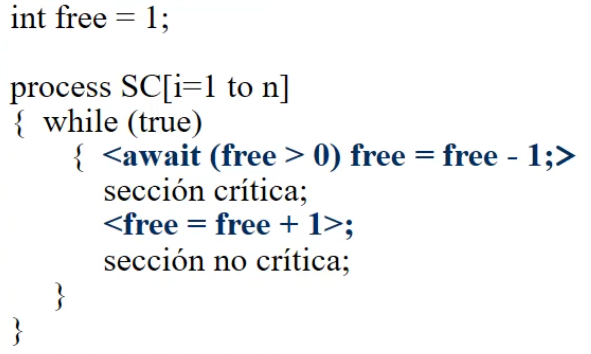 int free = 1;
process SC[i=1 to n]
{ while (true)
{ <await (free > 0) free = free - 1;>
sección crítica;
<free = free + 1>;
sección no crítica;
}
}